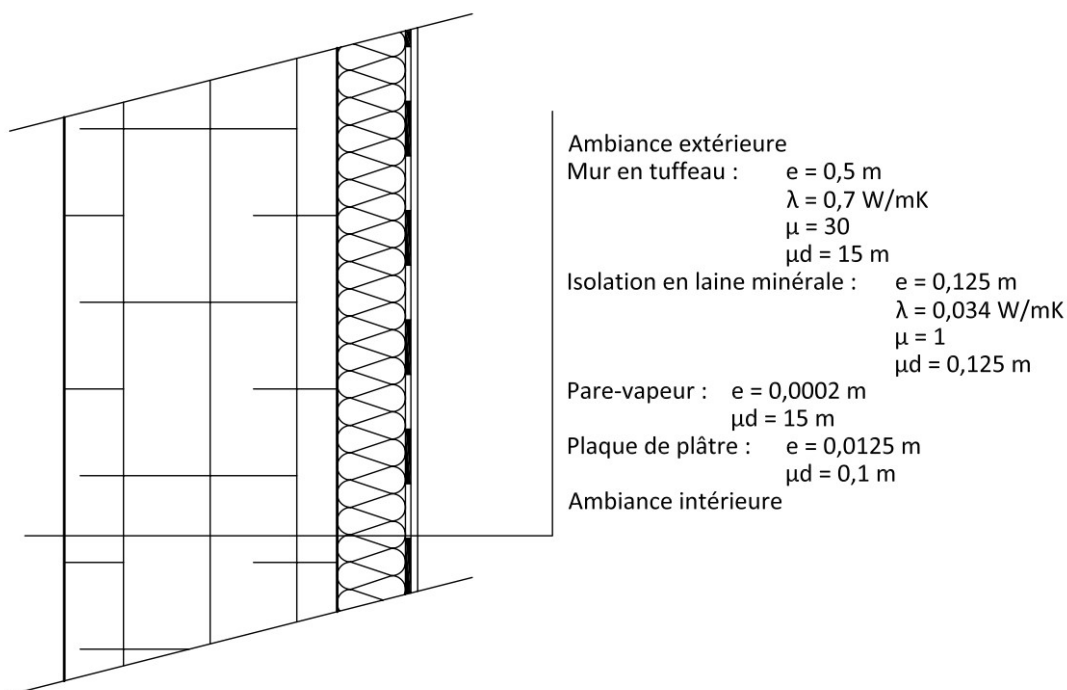 Ambiance extérieure
Mur en tuffeau : e = 0,5 m
λ = 0,7 W/mK
µ = 30
µd = 15 m
Isolation en laine minérale : e = 0,125 m
λ = 0,034 W/mK
µ = 1
µd = 0,125 m
Pare-vapeur : e = 0,0002 m
µd = 15 m
Plaque de plâtre : e = 0,0125 m
µd = 0,1 m
Ambiance intérieure